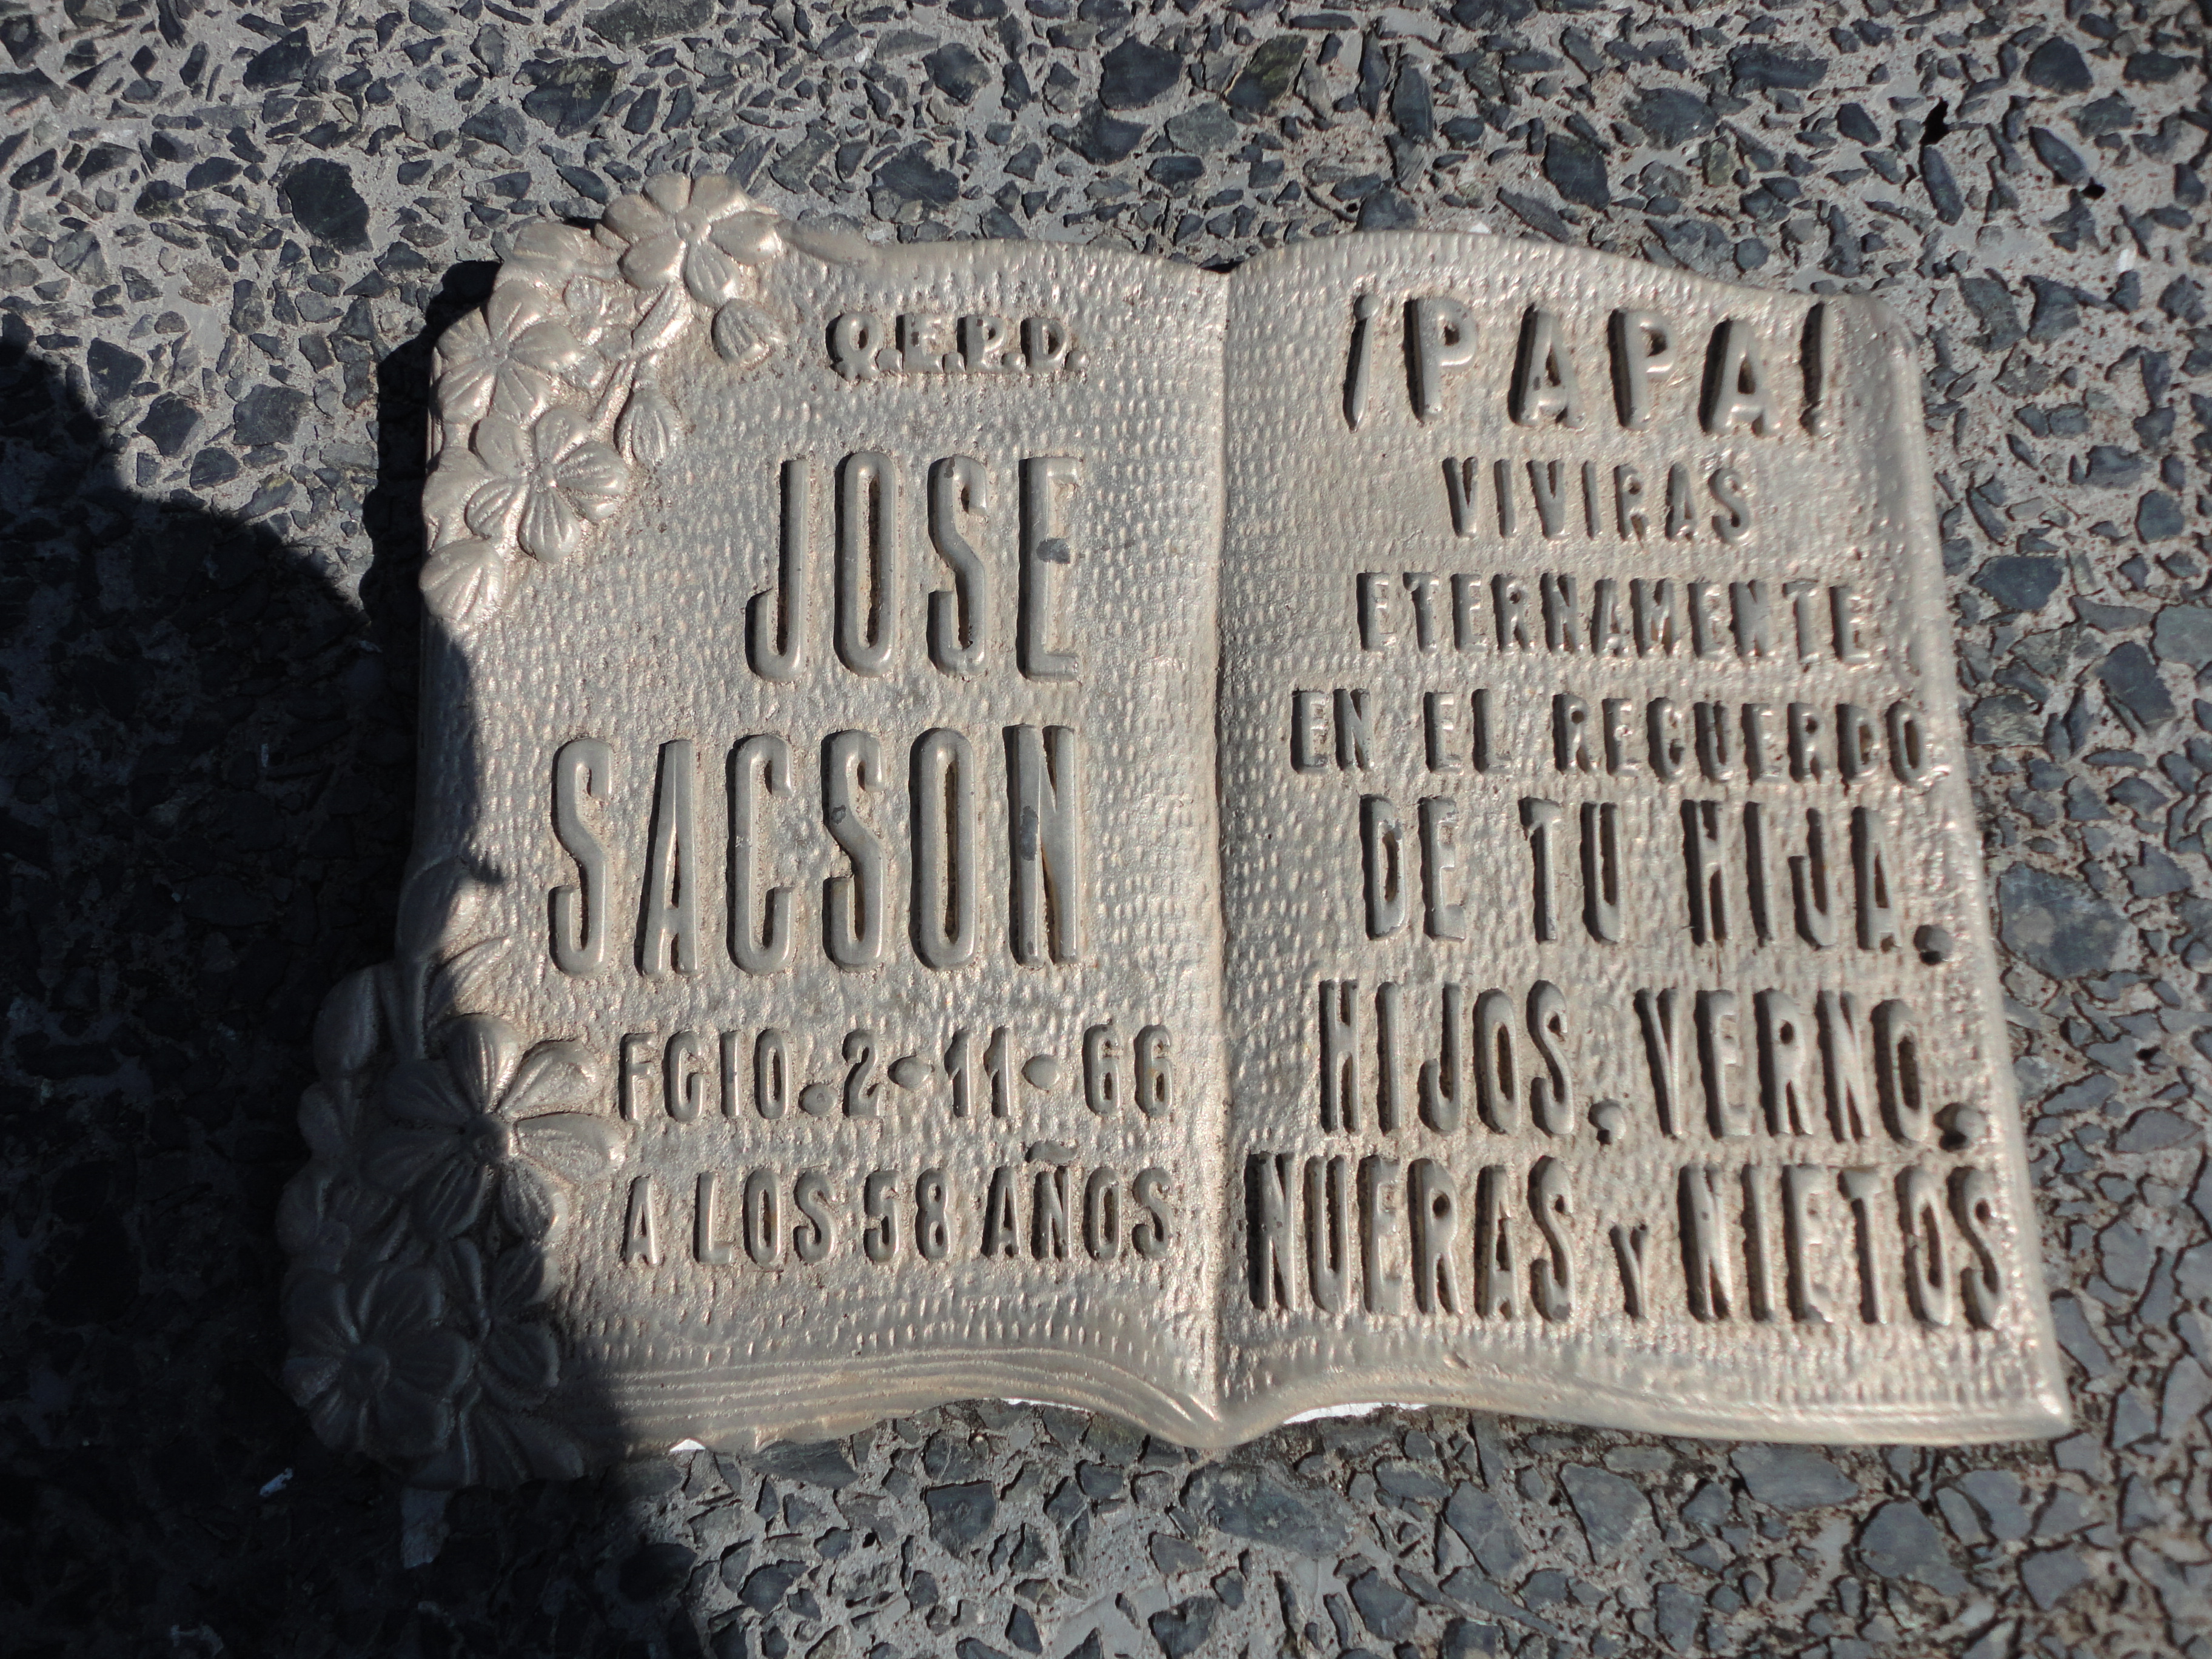 Q.E.P.D.
JOSE
SACSON
FCIO. 2-11-66
A LOS 58 AÑOS
¡PAPA!
VIVIRAS
ETERNAMENTE
EN EL RECUERDO
DE TU HIJA.
HIJOS, YERNO,
NUERAS Y NIETOS